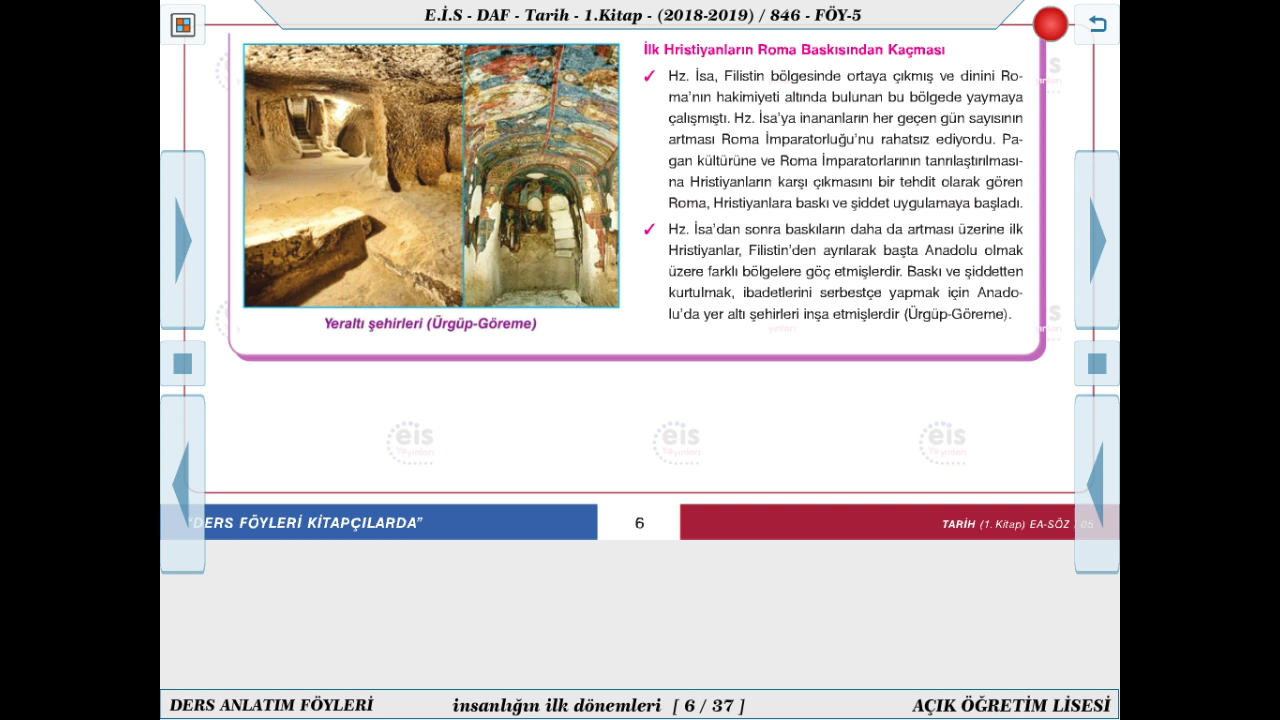 E.İ.S - DAF - Tarih - 1.Kitap - (2018-2019) / 846 - FÖY-5
İlk Hristiyanların Roma Baskısından Kaçması
✓ Hz. İsa, Filistin bölgesinde ortaya çıkmış ve dinini Ro-
ma'nın hakimiyeti altında bulunan bu bölgede yaymaya
çalışmıştı. Hz. İsa'ya inananların her geçen gün sayısının
artması Roma İmparatorluğu'nu rahatsız ediyordu. Pa-
gan kültürüne ve Roma İmparatorlarının tanrılaştırılması-
na Hristiyanların karşı çıkmasını bir tehdit olarak gören
Roma, Hristiyanlara baskı ve şiddet uygulamaya başladı.
✓ Hz. İsa'dan sonra baskıların daha da artması üzerine ilk
Hristiyanlar, Filistin'den ayrılarak başta Anadolu olmak
üzere farklı bölgelere göç etmişlerdir. Baskı ve şiddetten
kurtulmak, ibadetlerini serbestçe yapmak için Anado-
lu'da yer altı şehirleri inşa etmişlerdir (Ürgüp-Göreme).
Yeraltı şehirleri (Ürgüp-Göreme)
eis
Yayınları
eis
Yayınları
eis
Yayınları
"DERS FÖYLERİ KİTAPÇILARDA"
6
TARİH (1. Kitap) EA-SÖZ / 05
DERS ANLATIM FÖYLERİ
insanlığın ilk dönemleri [ 6 / 37 ]
AÇIK ÖĞRETİM LİSESİ